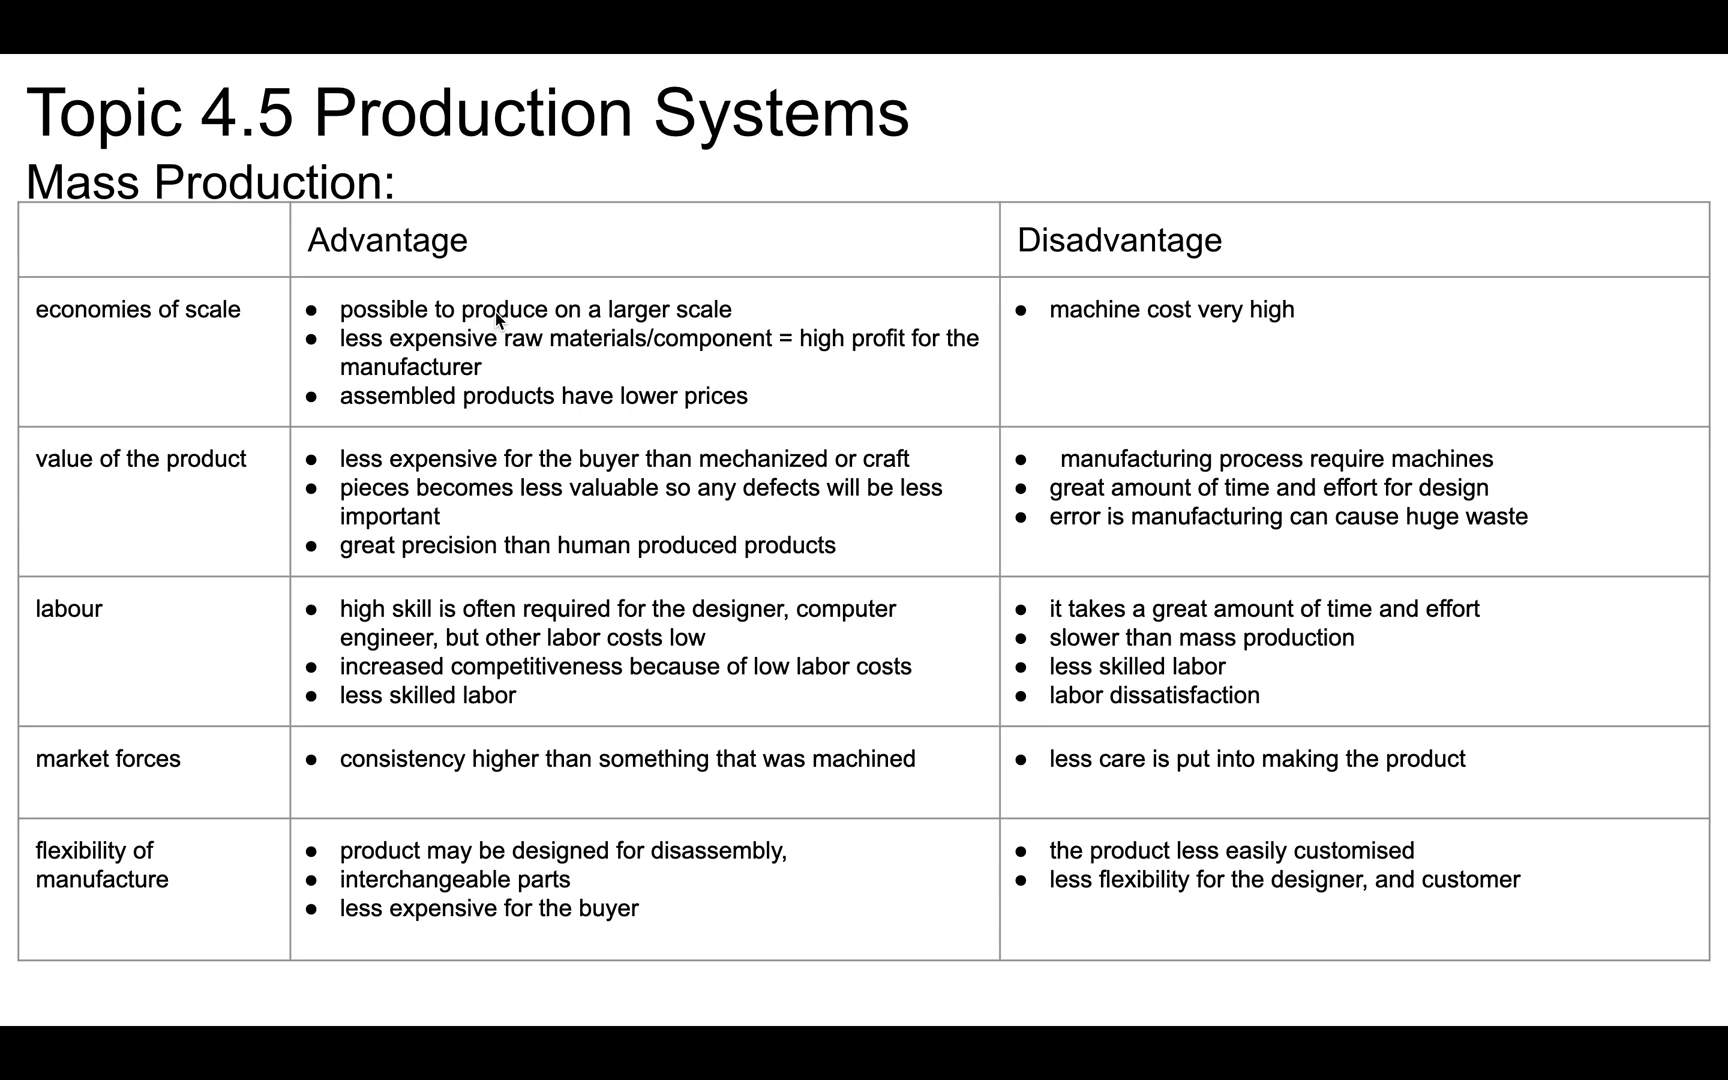 Topic 4.5 Production Systems
Mass Production:
Advantage
Disadvantage
economies of scale
● possible to produce on a larger scale
● less expensive raw materials/component = high profit for the
manufacturer
● assembled products have lower prices
● machine cost very high
value of the product
● less expensive for the buyer than mechanized or craft
● pieces becomes less valuable so any defects will be less
important
● great precision than human produced products
● manufacturing process require machines
● great amount of time and effort for design
● error is manufacturing can cause huge waste
labour
● high skill is often required for the designer, computer
engineer, but other labor costs low
● increased competitiveness because of low labor costs
● less skilled labor
● it takes a great amount of time and effort
● slower than mass production
● less skilled labor
● labor dissatisfaction
market forces
● consistency higher than something that was machined
● less care is put into making the product
flexibility of
manufacture
● product may be designed for disassembly,
● interchangeable parts
● less expensive for the buyer
● the product less easily customised
● less flexibility for the designer, and customer